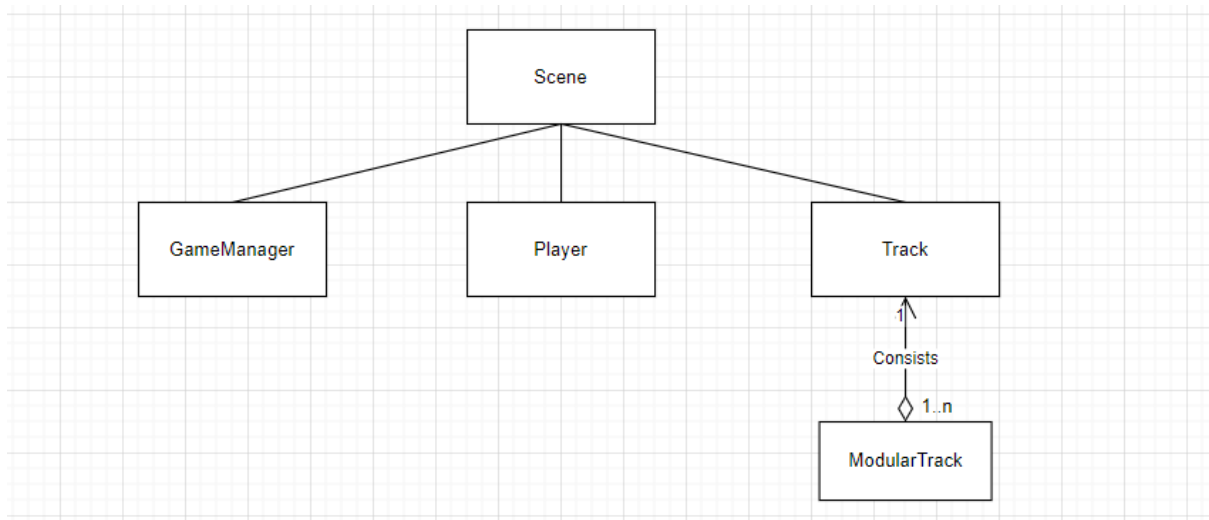 Scene
GameManager
Player
Track
1
Consists
1..n
ModularTrack